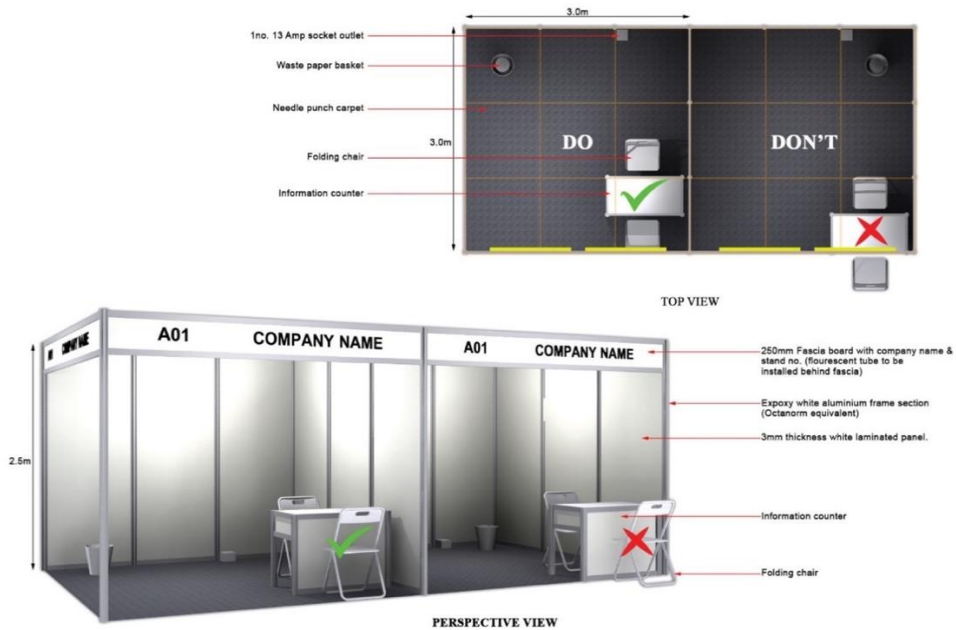 3.0m
1no. 13 Amp socket outlet
Waste paper basket
Needle punch carpet
3.0m
DO
DON'T
Folding chair
Information counter
TOP VIEW
A01 COMPANY NAME
A01 COMPANY NAME
A01 COMPANY NAME
250mm Fascia board with company name &
stand no. (flourescent tube to be
installed behind fascia)
Expoxy white aluminium frame section
(Octanorm equivalent)
3mm thickness white laminated panel.
2.5m
Information counter
Folding chair
PERSPECTIVE VIEW